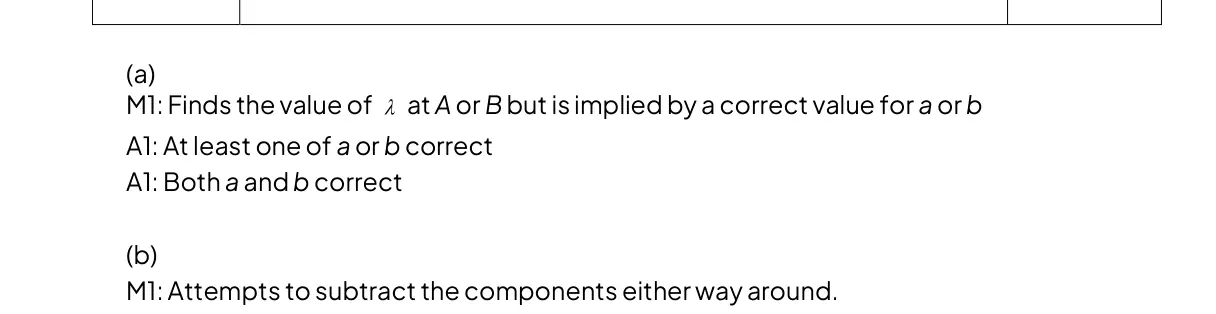 (a)
M1: Finds the value of λ at A or B but is implied by a correct value for a or b
A1: At least one of a or b correct
A1: Both a and b correct
(b)
M1: Attempts to subtract the components either way around.